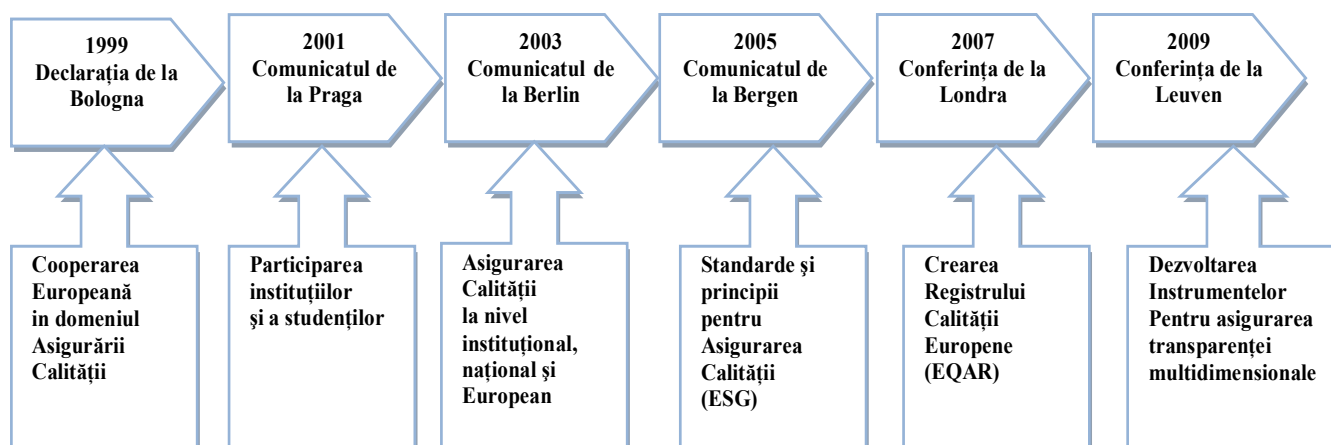 1999
Declarația de la
Bologna
2001
Comunicatul de
la Praga
2003
Comunicatul de
la Berlin
2005
Comunicatul de
la Bergen
2007
Conferința de la
Londra
2009
Conferința de la
Leuven
Cooperarea
Europeană
in domeniul
Asigurării
Calității
Participarea
instituțiilor
şi a studenților
Asigurarea
Calității
la nivel
instituțional,
național şi
European
Standarde şi
principii
pentru
Asigurarea
Calității
(ESG)
Crearea
Registrului
Calității
Europene
(EQAR)
Dezvoltarea
Instrumentelor
Pentru asigurarea
transparenței
multidimensionale